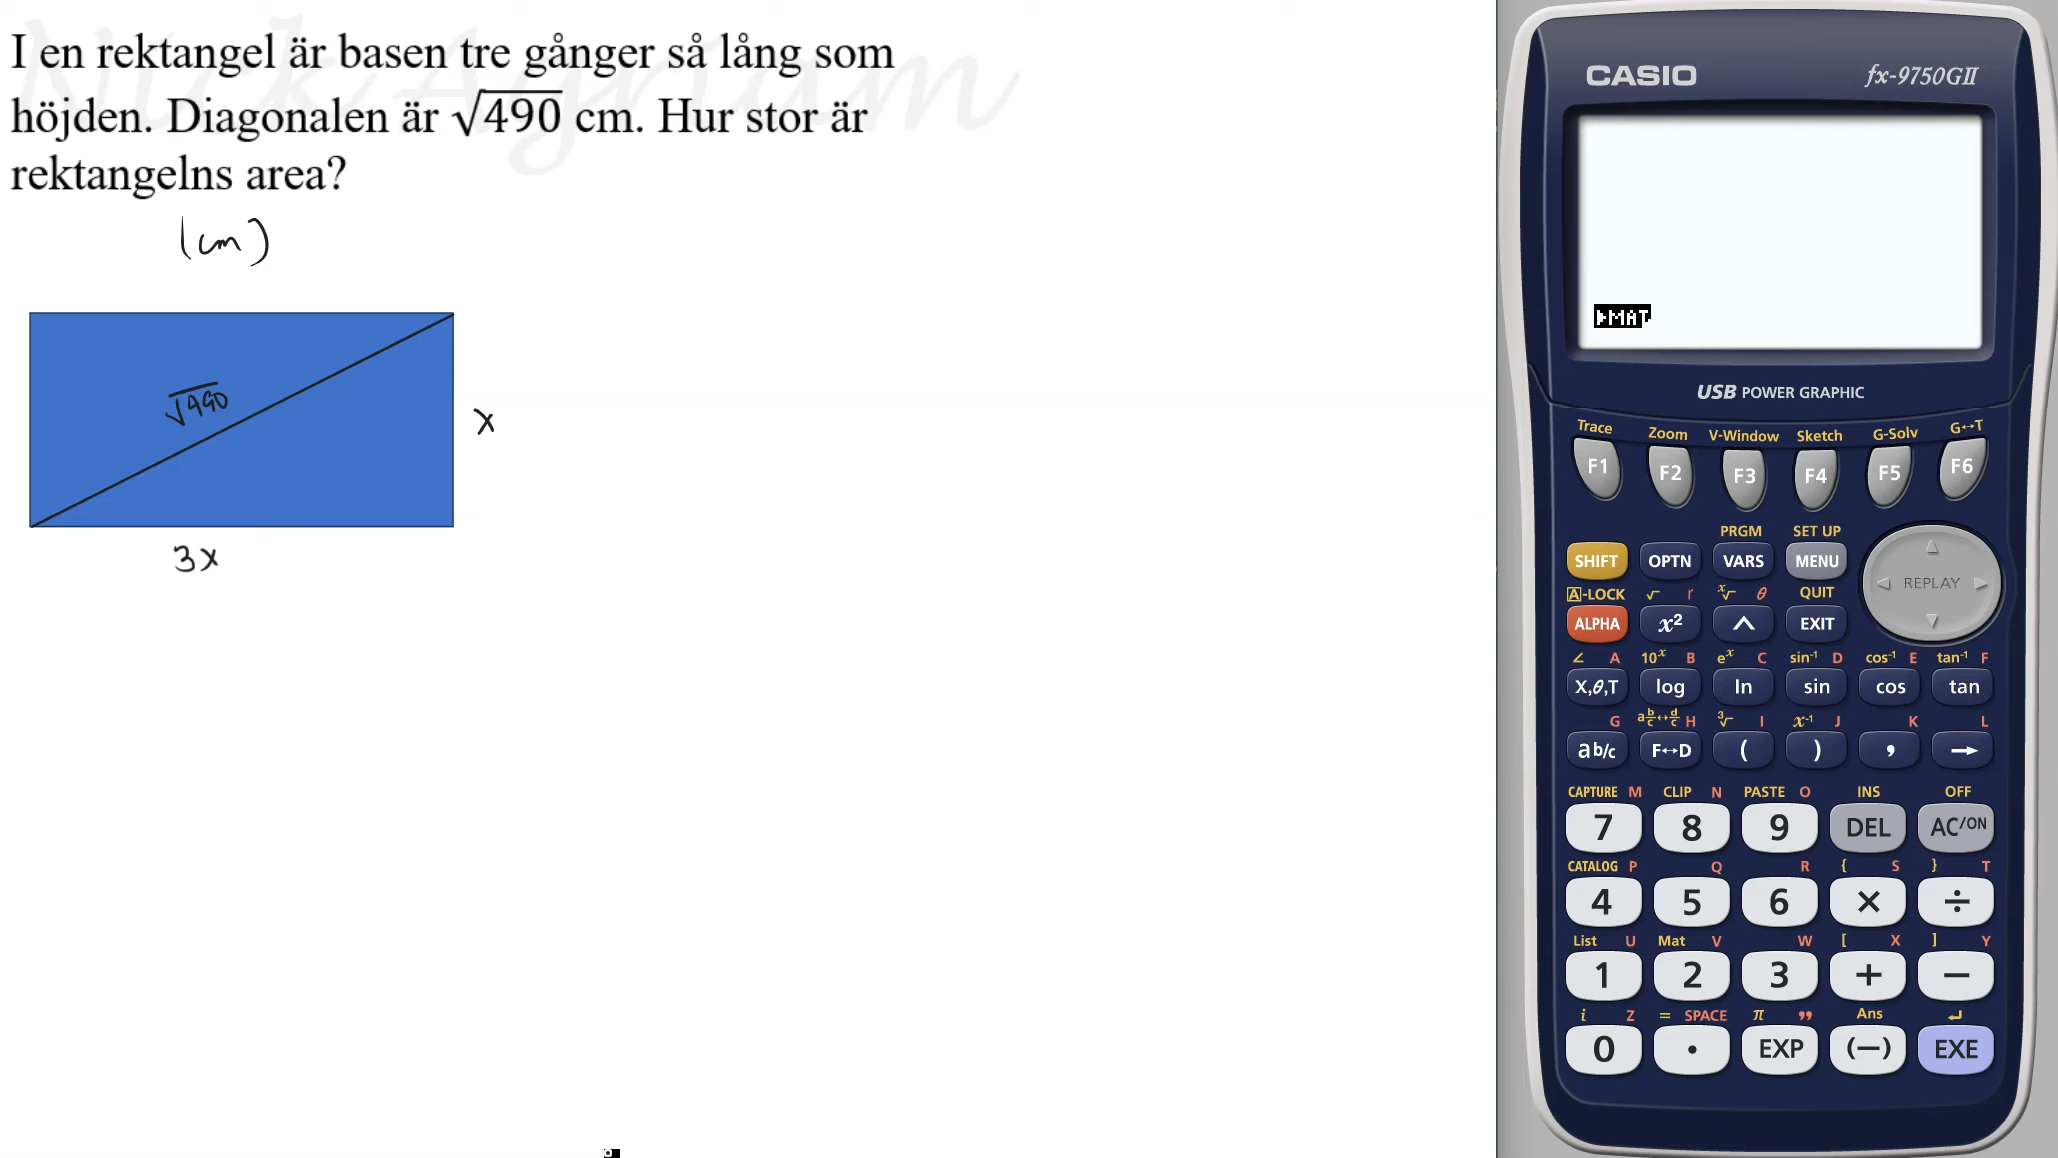 Nick Agnam
I en rektangel är basen tre gånger så lång som
höjden. Diagonalen är √490 cm. Hur stor är
rektangelns area?
(cm)
√490
x
3x
CASIO fx-9750GII
▶MAT
USB POWER GRAPHIC
Trace Zoom V-Window Sketch G-Solv G↔T
F1 F2 F3 F4 F5 F6
PRGM SET UP
SHIFT OPTN VARS MENU
REPLAY
A-LOCK √ r ˣ√ θ QUIT
ALPHA x² ^ EXIT
∠ A 10ˣ B eˣ C sin⁻¹ D cos⁻¹ E tan⁻¹ F
X,θ,T log ln sin cos tan
G a b/c↔d/c H ³√ I x⁻¹ J K L
a b/c F↔D ( ) , →
CAPTURE M CLIP N PASTE O INS OFF
7 8 9 DEL AC/ON
CATALOG P Q R { S } T
4 5 6 × ÷
List U Mat V W [ X ] Y
1 2 3 + −
i Z = SPACE π " Ans ↵
0 . EXP (−) EXE